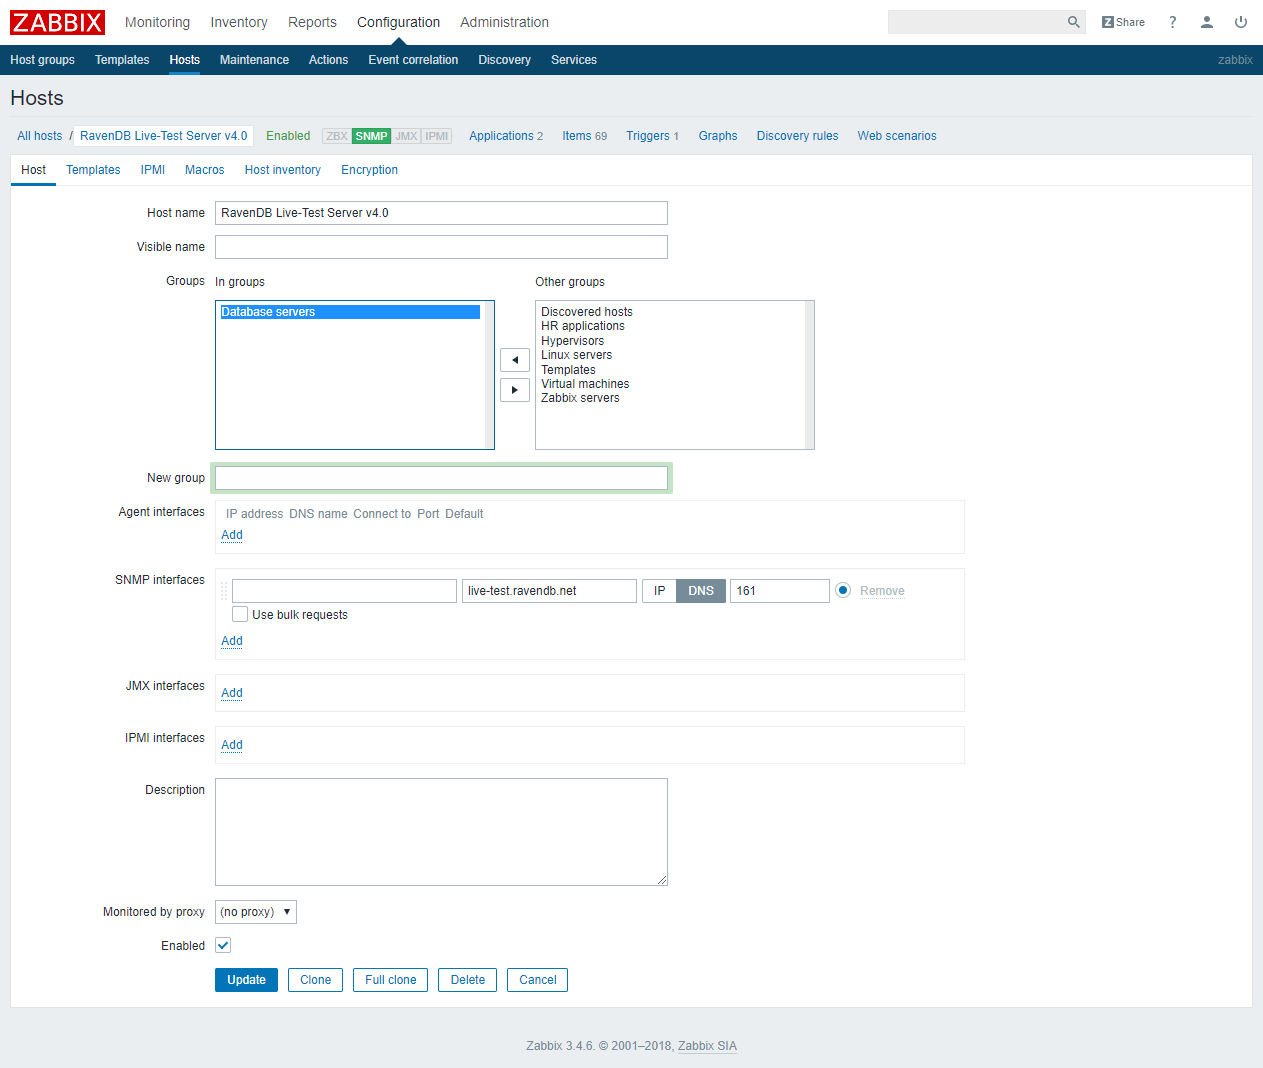 ZABBIX Monitoring Inventory Reports Configuration Administration Z Share ?
Host groups Templates Hosts Maintenance Actions Event correlation Discovery Services zabbix
Hosts
All hosts / RavenDB Live-Test Server v4.0 Enabled ZBX SNMP JMX IPMI Applications 2 Items 69 Triggers 1 Graphs Discovery rules Web scenarios
Host Templates IPMI Macros Host inventory Encryption
Host name RavenDB Live-Test Server v4.0
Visible name
Groups In groups Other groups
Database servers
Discovered hosts
HR applications
Hypervisors
Linux servers
Templates
Virtual machines
Zabbix servers
New group
Agent interfaces IP address DNS name Connect to Port Default
Add
SNMP interfaces live-test.ravendb.net IP DNS 161 Remove
Use bulk requests
Add
JMX interfaces Add
IPMI interfaces Add
Description
Monitored by proxy (no proxy)
Enabled
Update Clone Full clone Delete Cancel
Zabbix 3.4.6. © 2001–2018, Zabbix SIA